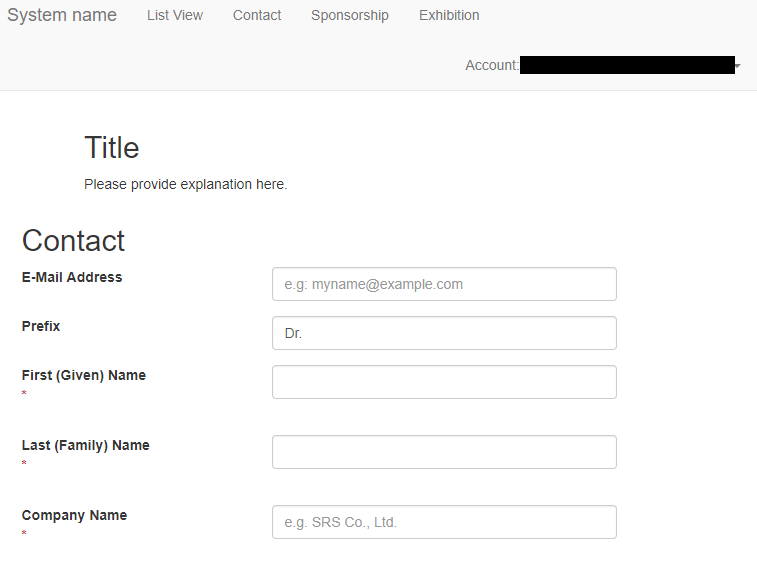 System name List View Contact Sponsorship Exhibition
Account:
Title
Please provide explanation here.
Contact
E-Mail Address e.g: myname@example.com
Prefix Dr.
First (Given) Name
*
Last (Family) Name
*
Company Name e.g. SRS Co., Ltd.
*